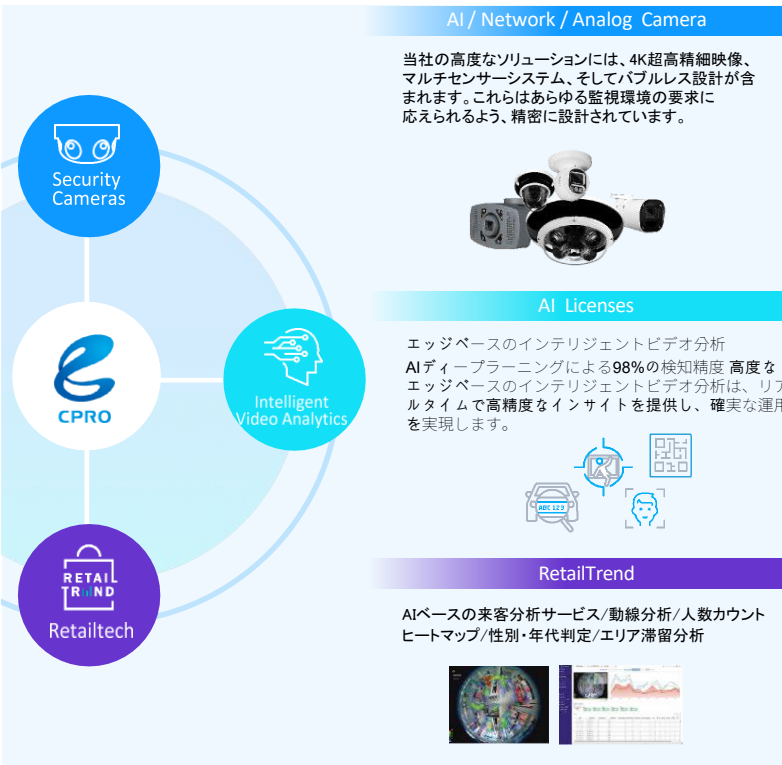 AI / Network / Analog Camera
当社の高度なソリューションには、4K超高精細映像、
マルチセンサーシステム、そしてバブルレス設計が含
まれます。これらはあらゆる監視環境の要求に
応えられるよう、精密に設計されています。
Security
Cameras
AI Licenses
エッジベースのインテリジェントビデオ分析
AIディープラーニングによる98%の検知精度 高度な
エッジベースのインテリジェントビデオ分析は、リア
ルタイムで高精度なインサイトを提供し、確実な運用
を実現します。
CPRO
Intelligent
Video Analytics
ABC 123
RetailTrend
RETAIL
TREND
Retailtech
AIベースの来客分析サービス/動線分析/人数カウント
ヒートマップ/性別・年代判定/エリア滞留分析